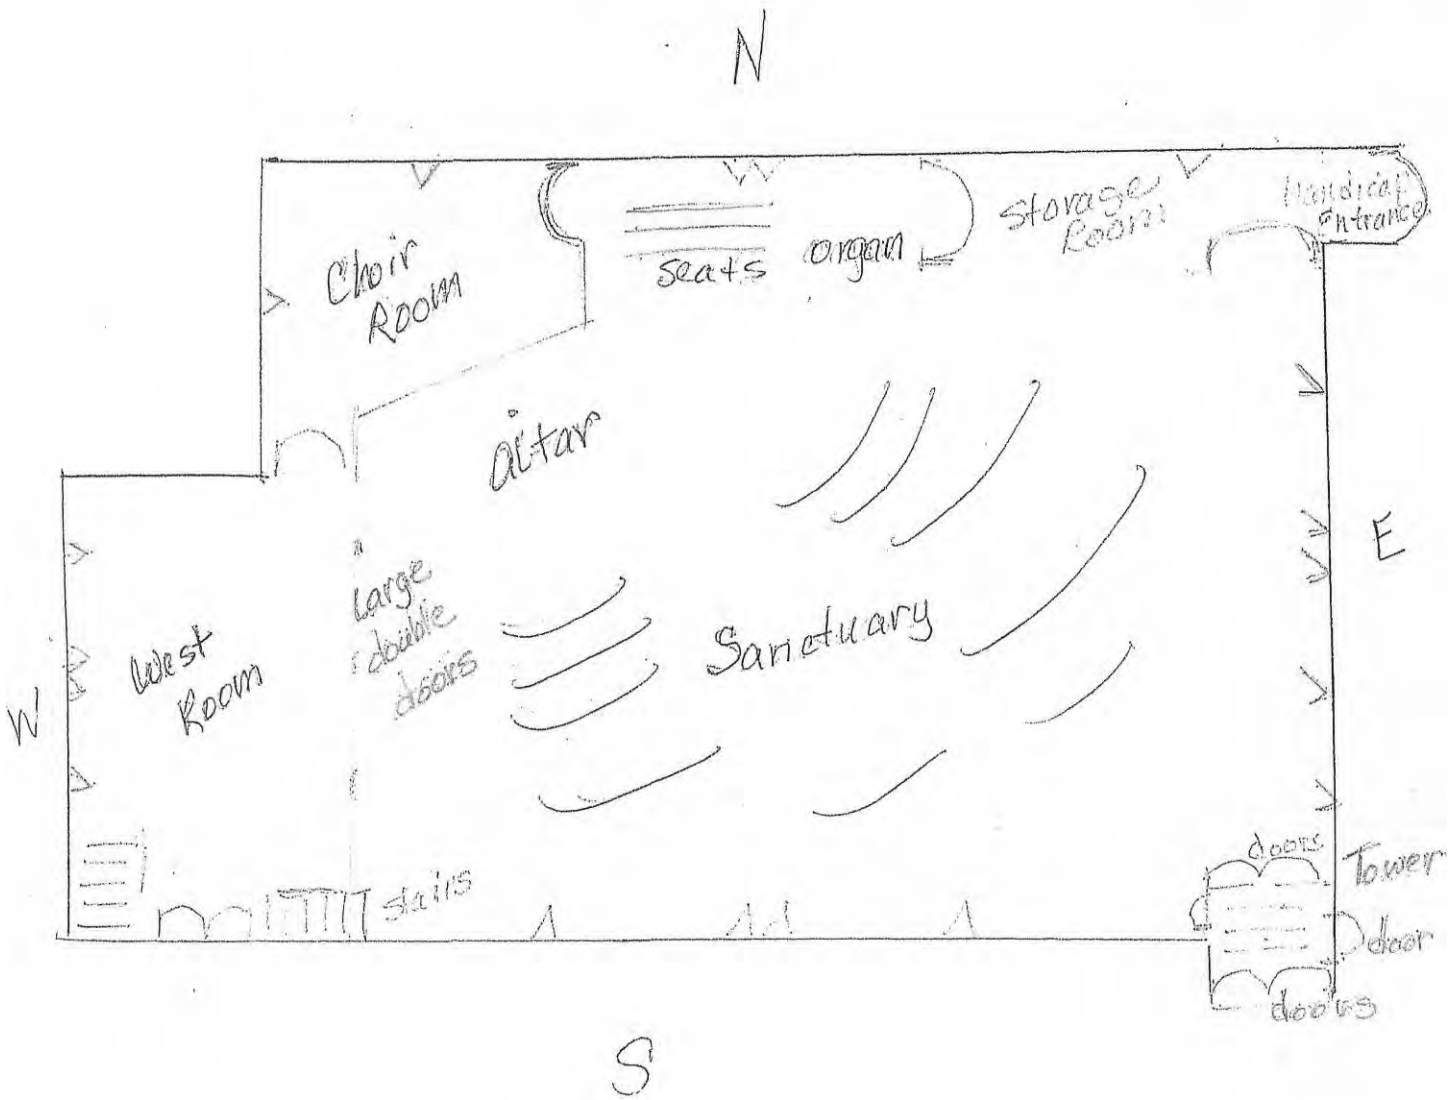 N
Choir
Room
seats
organ
Storage
Room
Handicap
Entrance
altar
E
West
Room
Large
double
doors
Sanctuary
W
stairs
doors
Tower
door
doors
S